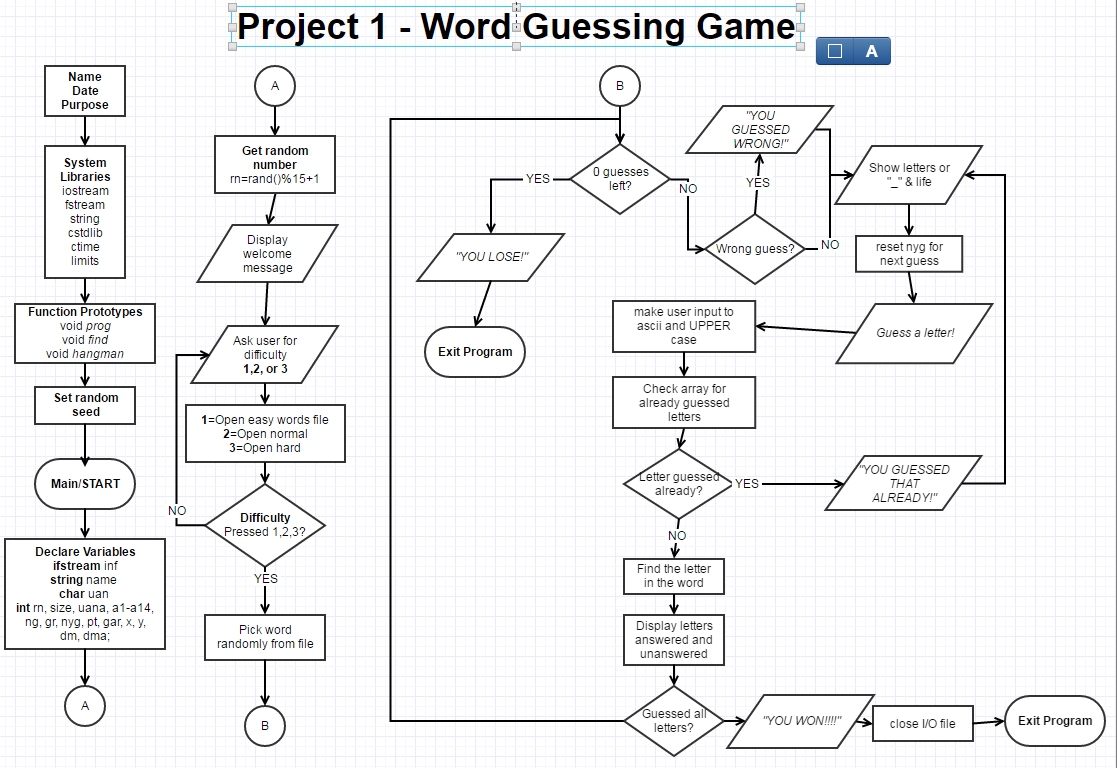 Project 1 - Word Guessing Game
A
Name
Date
Purpose
System
Libraries
iostream
fstream
string
cstdlib
ctime
limits
Function Prototypes
void prog
void find
void hangman
Set random
seed
Main/START
Declare Variables
ifstream inf
string name
char uan
int rn, size, uana, a1-a14,
ng, gr, nyg, pt, gar, x, y,
dm, dma;
A
A
Get random
number
rn=rand()%15+1
Display
welcome
message
Ask user for
difficulty
1,2, or 3
1=Open easy words file
2=Open normal
3=Open hard
Difficulty
Pressed 1,2,3?
NO
YES
Pick word
randomly from file
B
B
0 guesses
left?
YES
"YOU LOSE!"
Exit Program
NO
Wrong guess?
YES
"YOU
GUESSED
WRONG!"
NO
Show letters or
"_" & life
reset nyg for
next guess
Guess a letter!
make user input to
ascii and UPPER
case
Check array for
already guessed
letters
Letter guessed
already?
YES
"YOU GUESSED
THAT
ALREADY!"
NO
Find the letter
in the word
Display letters
answered and
unanswered
Guessed all
letters?
"YOU WON!!!!"
close I/O file
Exit Program